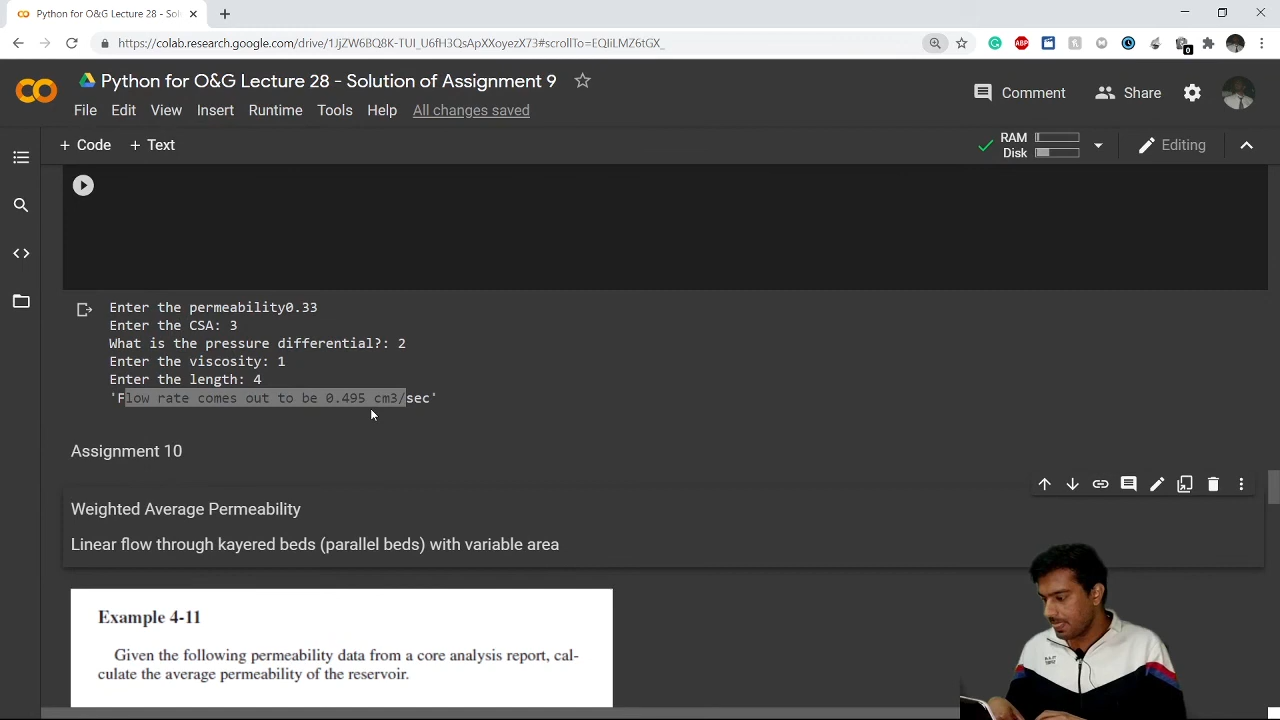 Python for O&G Lecture 28 - Solu
https://colab.research.google.com/drive/1JjZW6RQ8K-TUI_U6fH3QsApXXoyezX73#scrollTo=EQIiLMZ6tGX_
Python for O&G Lecture 28 - Solution of Assignment 9
Comment
Share
File Edit View Insert Runtime Tools Help All changes saved
+ Code + Text
RAM
Disk
Editing
Enter the permeability0.33
Enter the CSA: 3
What is the pressure differential?: 2
Enter the viscosity: 1
Enter the length: 4
'Flow rate comes out to be 0.495 cm3/sec'
Assignment 10
Weighted Average Permeability
Linear flow through kayered beds (parallel beds) with variable area
Example 4-11
Given the following permeability data from a core analysis report, cal-
culate the average permeability of the reservoir.